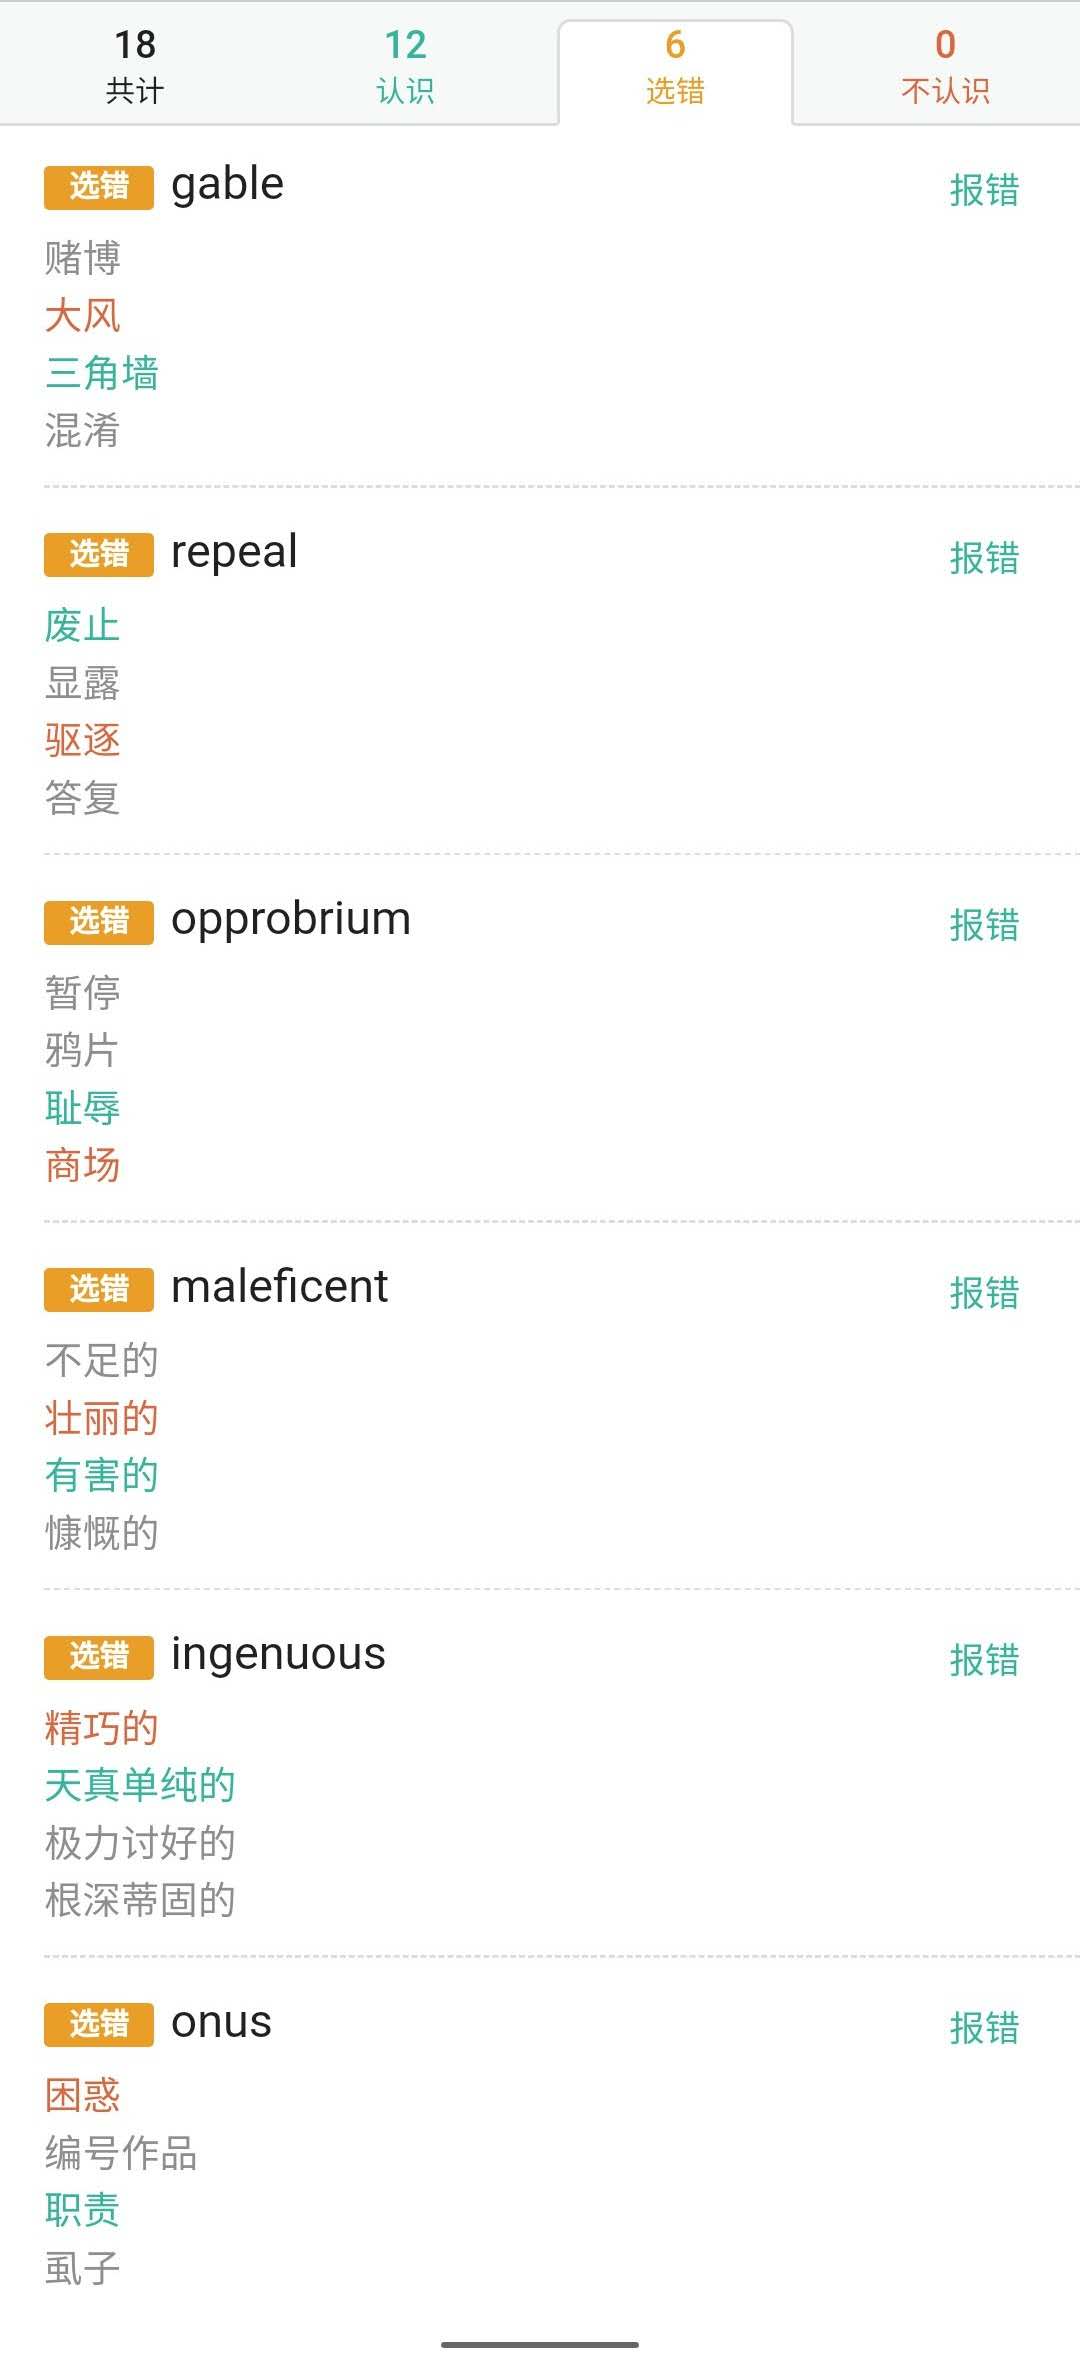 18 12 6 0
共计 认识 选错 不认识
选错 gable 报错
赌博
大风
三角墙
混淆
选错 repeal 报错
废止
显露
驱逐
答复
选错 opprobrium 报错
暂停
鸦片
耻辱
商场
选错 maleficent 报错
不足的
壮丽的
有害的
慷慨的
选错 ingenuous 报错
精巧的
天真单纯的
极力讨好的
根深蒂固的
选错 onus 报错
困惑
编号作品
职责
虱子